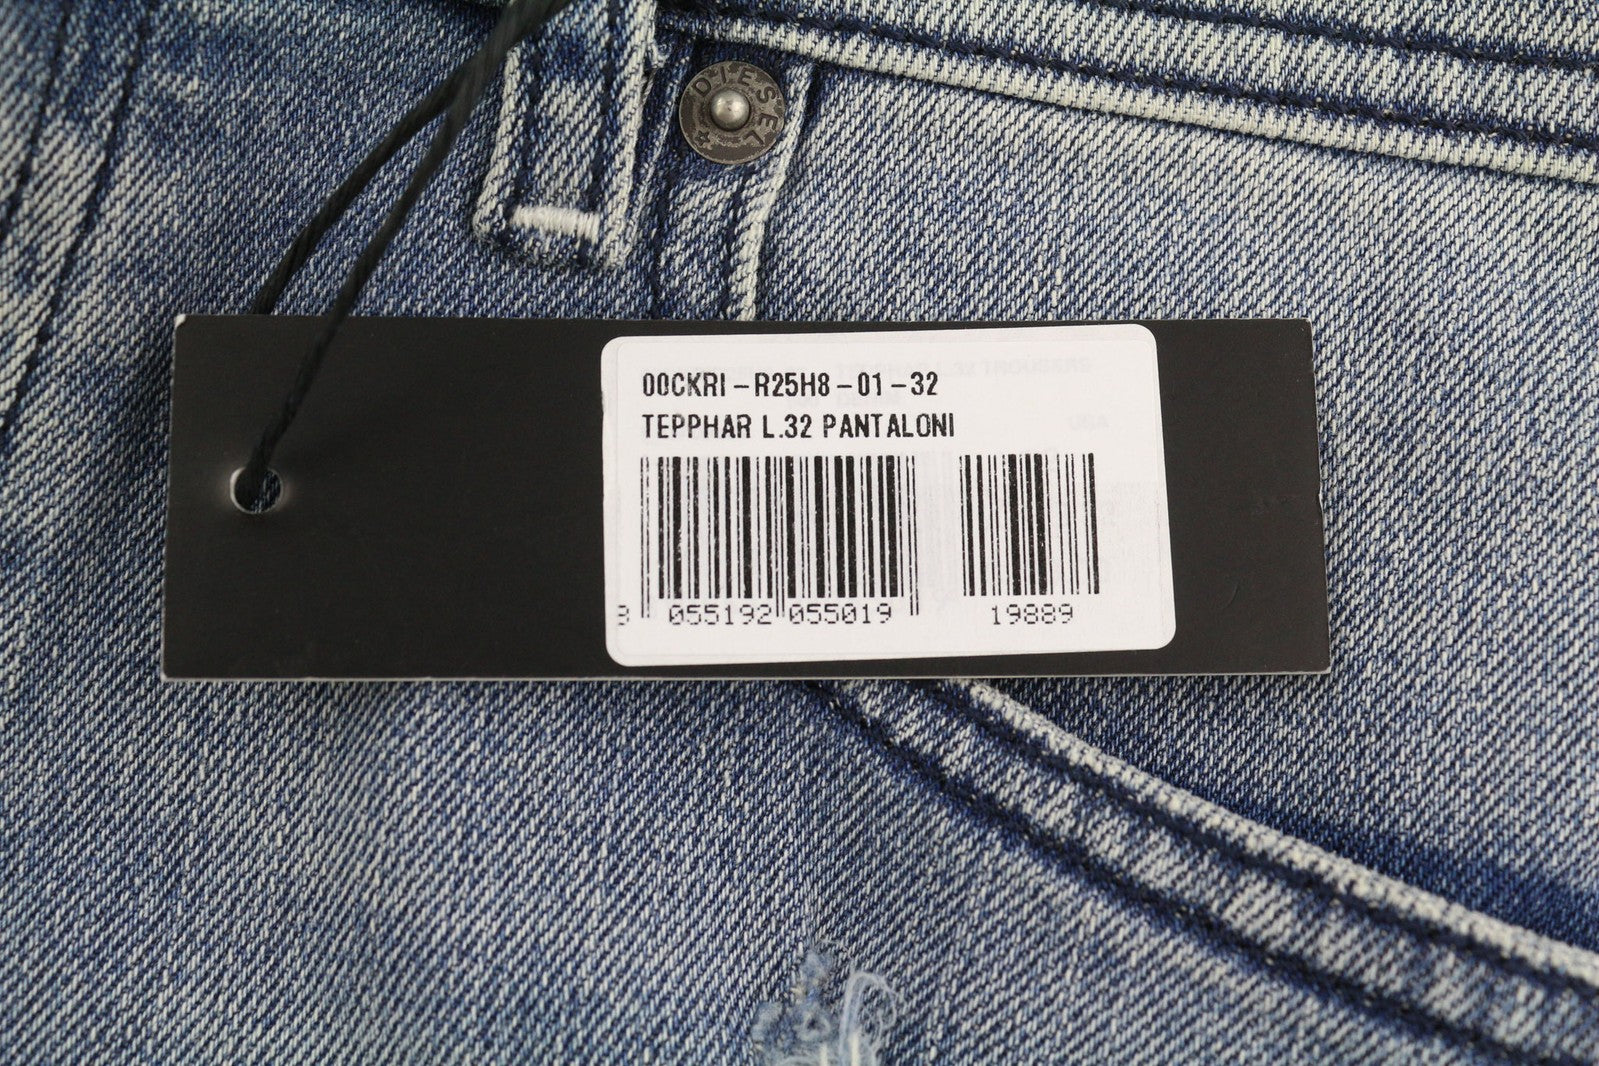 DIESEL
00CKRI-R25H8-01-32
TEPPHAR L.32 PANTALONI
055192 055019 19889